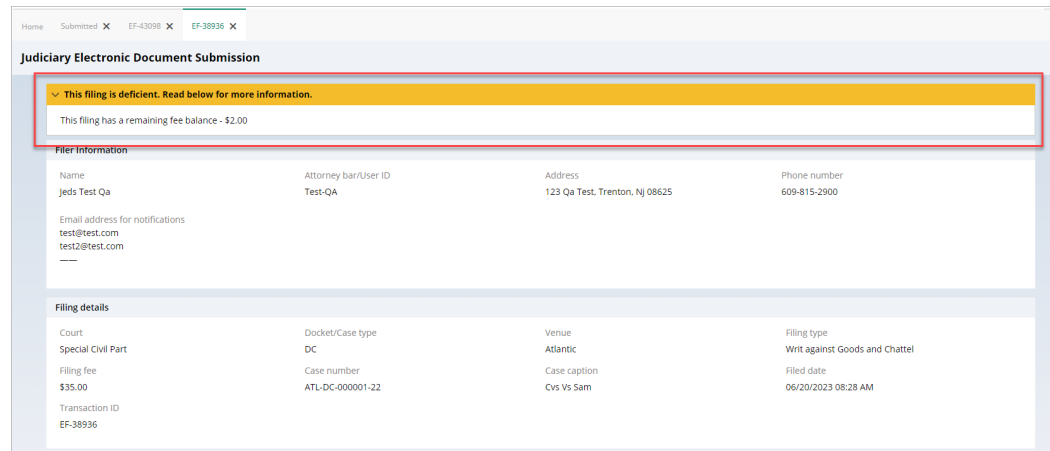 Home Submitted X EF-43098 X EF-38936 X
Judiciary Electronic Document Submission
This filing is deficient. Read below for more information.
This filing has a remaining fee balance - $2.00
Filer Information
Name Attorney bar/User ID Address Phone number
Jeds Test Qa Test-QA 123 Qa Test, Trenton, Nj 08625 609-815-2900
Email address for notifications
test@test.com
test2@test.com
——
Filing details
Court Docket/Case type Venue Filing type
Special Civil Part DC Atlantic Writ against Goods and Chattel
Filing fee Case number Case caption Filed date
$35.00 ATL-DC-000001-22 Cvs Vs Sam 06/20/2023 08:28 AM
Transaction ID
EF-38936